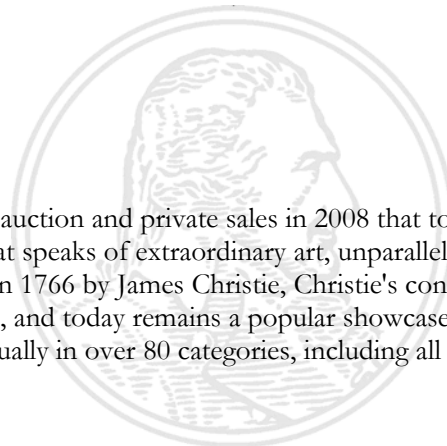 auction and private sales in 2008 that to
at speaks of extraordinary art, unparallel
n 1766 by James Christie, Christie's con
, and today remains a popular showcase
ually in over 80 categories, including all